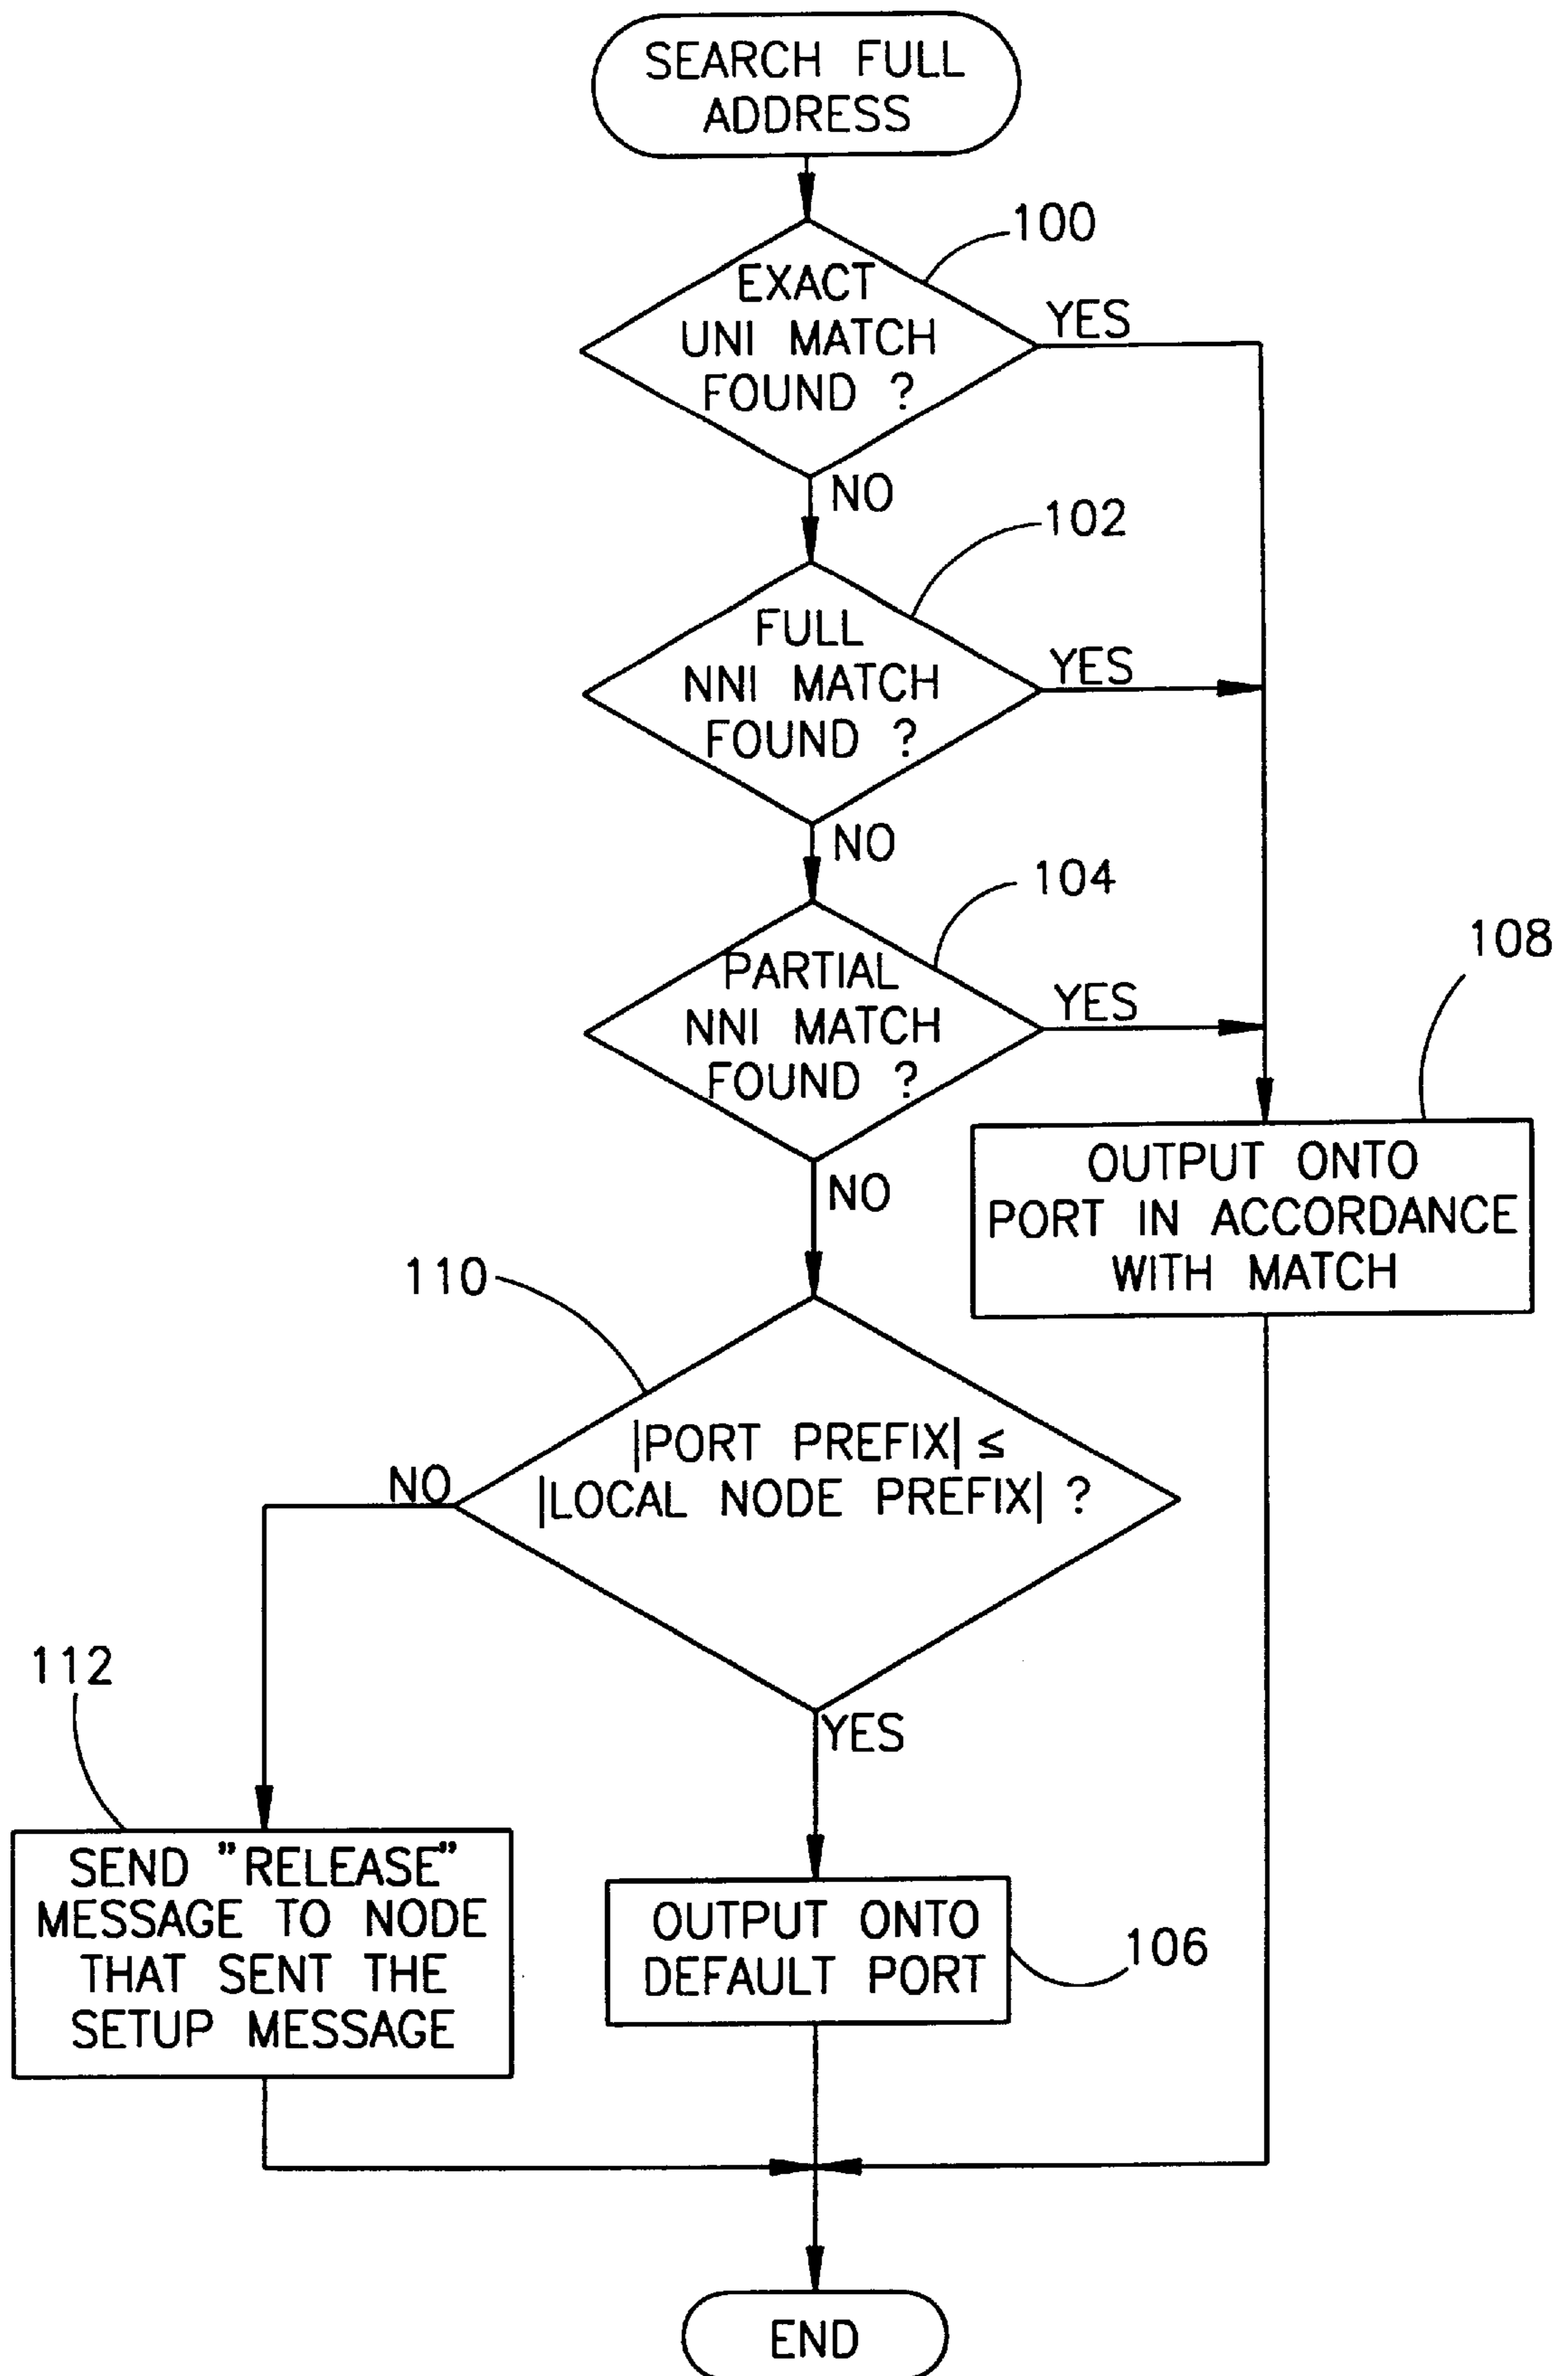 SEARCH FULL
ADDRESS
100
EXACT
UNI MATCH
FOUND ?
YES
NO
102
FULL
NNI MATCH
FOUND ?
YES
NO
104
PARTIAL
NNI MATCH
FOUND ?
YES
NO
108
OUTPUT ONTO
PORT IN ACCORDANCE
WITH MATCH
110
|PORT PREFIX| ≤
|LOCAL NODE PREFIX| ?
NO
YES
112
SEND "RELEASE"
MESSAGE TO NODE
THAT SENT THE
SETUP MESSAGE
OUTPUT ONTO
DEFAULT PORT
106
END